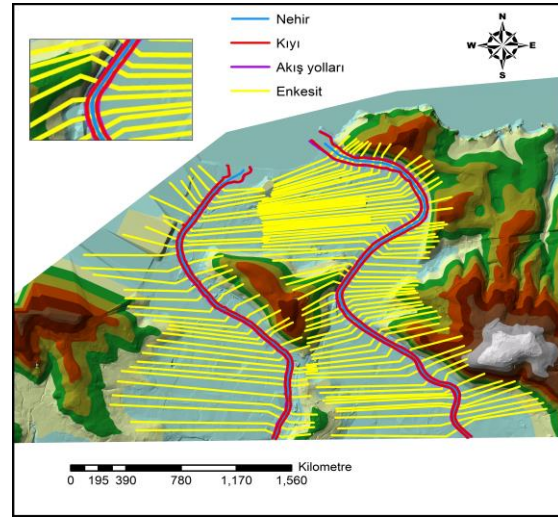 Nehir
Kıyı
Akış yolları
Enkesit
N
W E
S
Kilometre
0 195 390 780 1,170 1,560